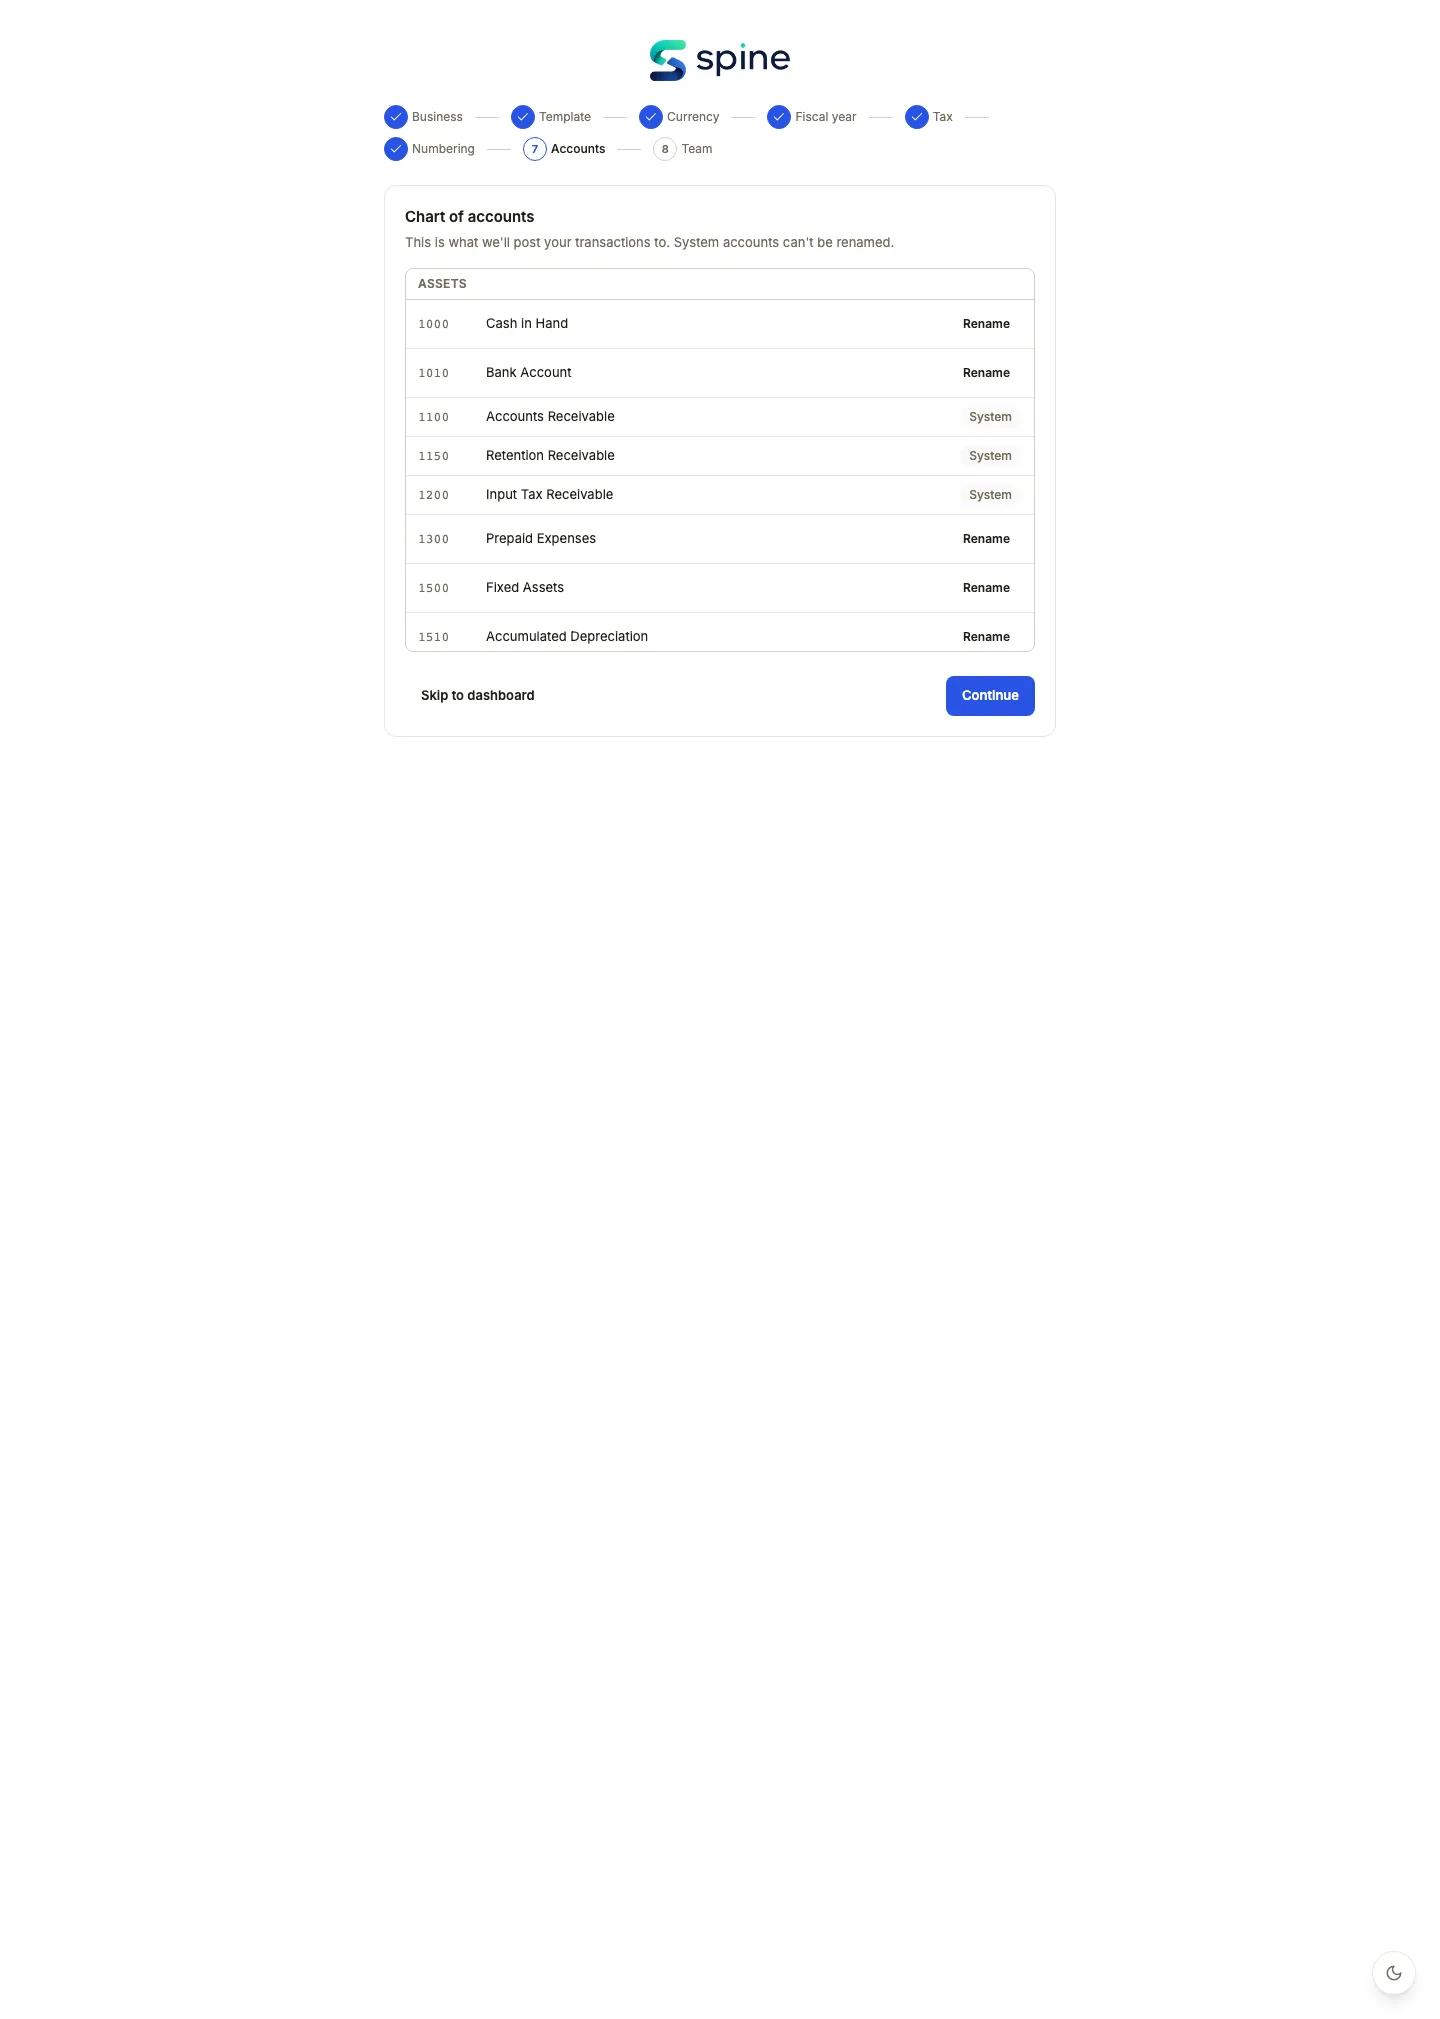 spine
Business Template Currency Fiscal year Tax
Numbering 7 Accounts 8 Team
Chart of accounts
This is what we'll post your transactions to. System accounts can't be renamed.
ASSETS
1000 Cash in Hand Rename
1010 Bank Account Rename
1100 Accounts Receivable System
1150 Retention Receivable System
1200 Input Tax Receivable System
1300 Prepaid Expenses Rename
1500 Fixed Assets Rename
1510 Accumulated Depreciation Rename
Skip to dashboard Continue